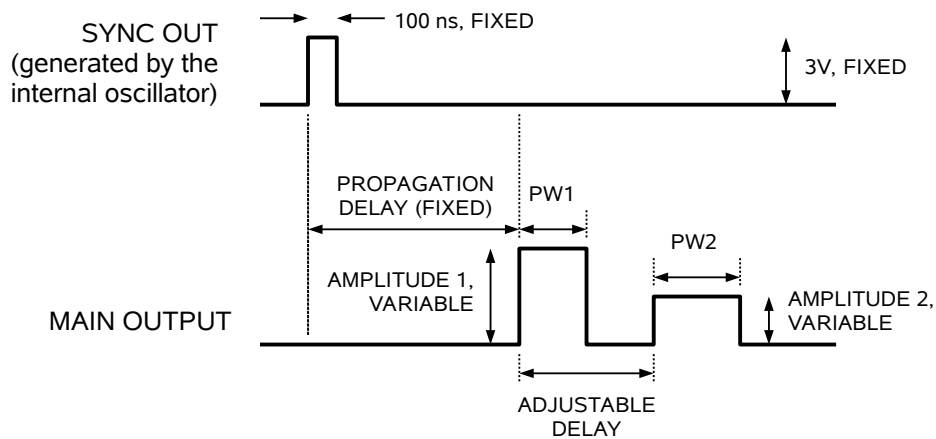 100 ns, FIXED
SYNC OUT
(generated by the
internal oscillator)
3V, FIXED
PROPAGATION
DELAY (FIXED)
PW1
PW2
AMPLITUDE 1,
VARIABLE
AMPLITUDE 2,
VARIABLE
MAIN OUTPUT
ADJUSTABLE
DELAY